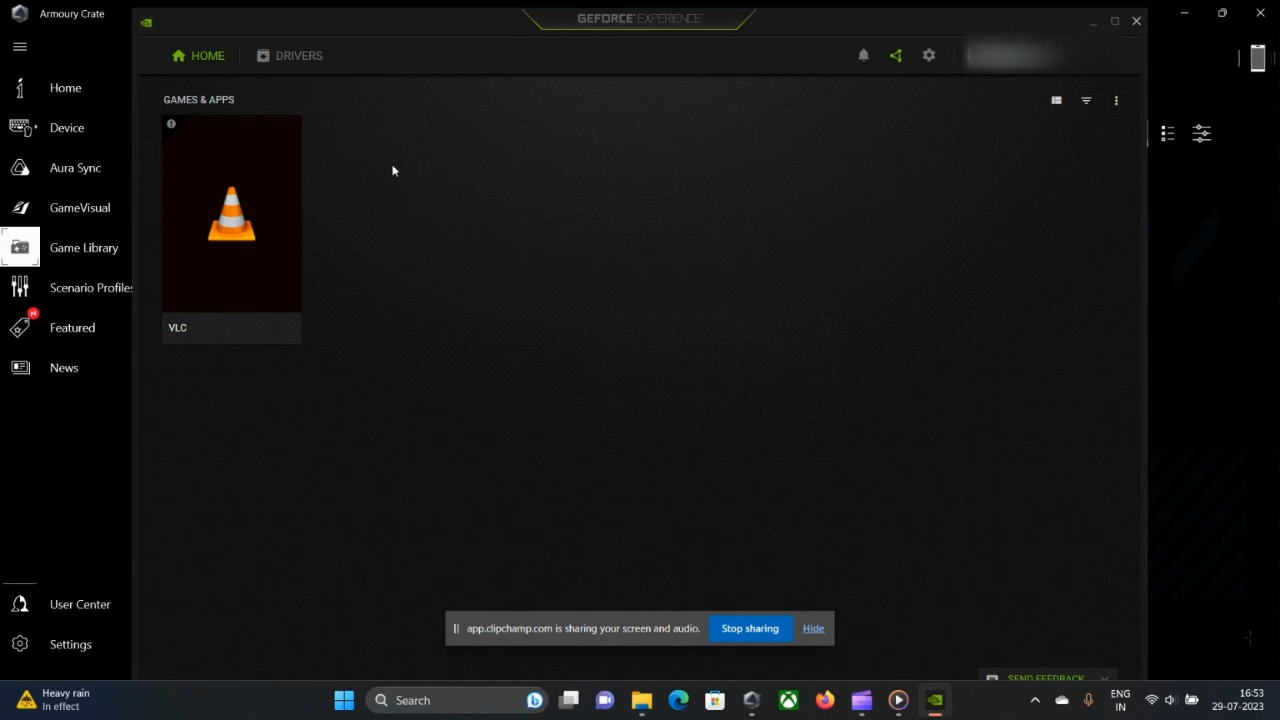 Armoury Crate
GEFORCE EXPERIENCE
HOME
DRIVERS
GAMES & APPS
VLC
Home
Device
Aura Sync
GameVisual
Game Library
Scenario Profiles
N
Featured
News
User Center
Settings
app.clipchamp.com is sharing your screen and audio.
Stop sharing
Hide
SEND FEEDBACK
Heavy rain
In effect
Search
ENG
IN
16:53
29-07-2023